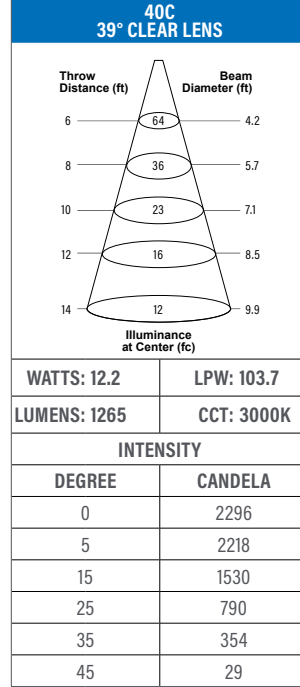 40C
39° CLEAR LENS
Throw Distance (ft)
Beam Diameter (ft)
6 64 4.2
8 36 5.7
10 23 7.1
12 16 8.5
14 12 9.9
Illuminance
at Center (fc)
WATTS: 12.2 LPW: 103.7
LUMENS: 1265 CCT: 3000K
INTENSITY
DEGREE CANDELA
0 2296
5 2218
15 1530
25 790
35 354
45 29